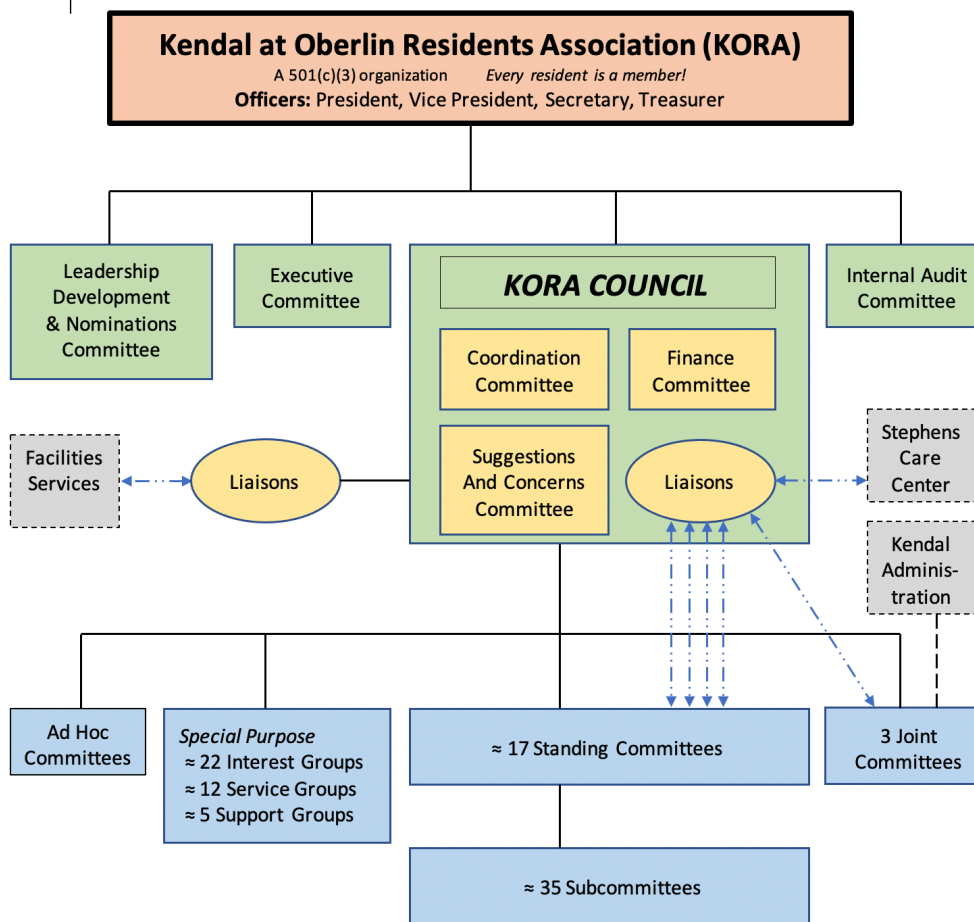 Kendal at Oberlin Residents Association (KORA)
A 501(c)(3) organization Every resident is a member!
Officers: President, Vice President, Secretary, Treasurer
Leadership
Development
& Nominations
Committee
Executive
Committee
KORA COUNCIL
Internal Audit
Committee
Coordination
Committee
Finance
Committee
Suggestions
And Concerns
Committee
Liaisons
Facilities
Services
Liaisons
Stephens
Care
Center
Kendal
Adminis-
tration
Ad Hoc
Committees
Special Purpose
≈ 22 Interest Groups
≈ 12 Service Groups
≈ 5 Support Groups
≈ 17 Standing Committees
3 Joint
Committees
≈ 35 Subcommittees